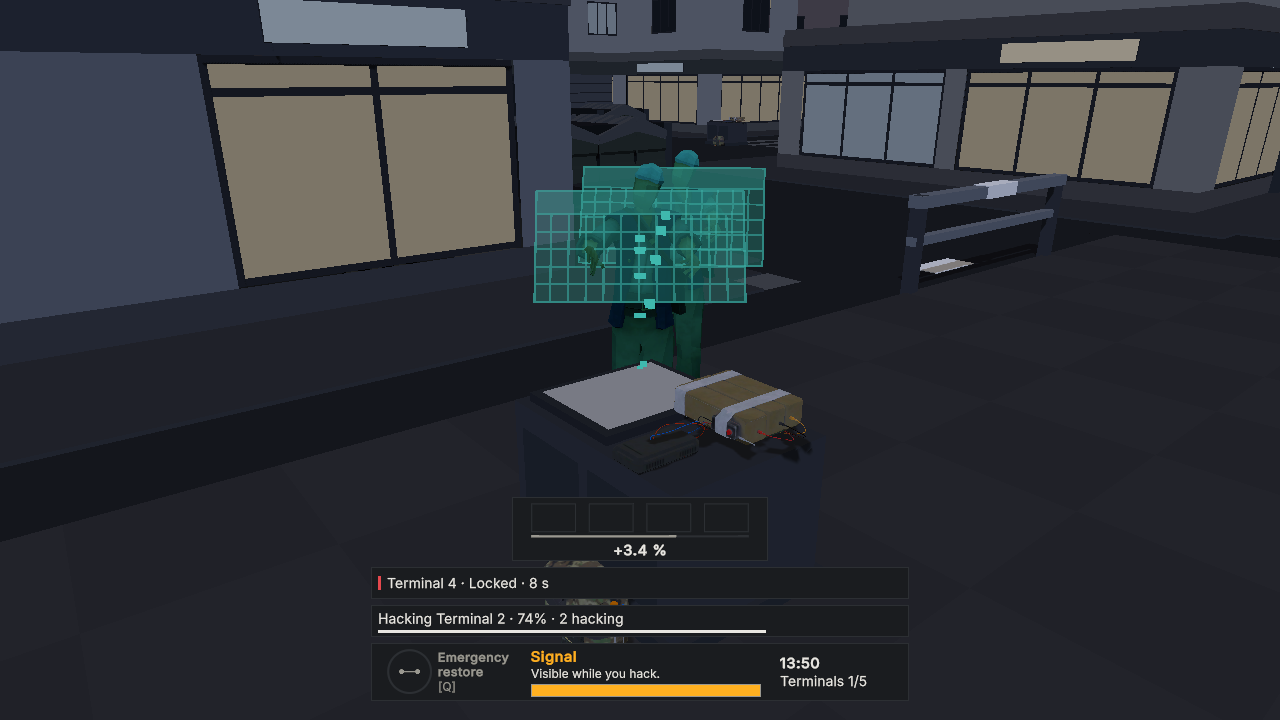 +3.4 %
Terminal 4 · Locked · 8 s
Hacking Terminal 2 · 74% · 2 hacking
Emergency restore
[Q]
Signal
Visible while you hack.
13:50
Terminals 1/5